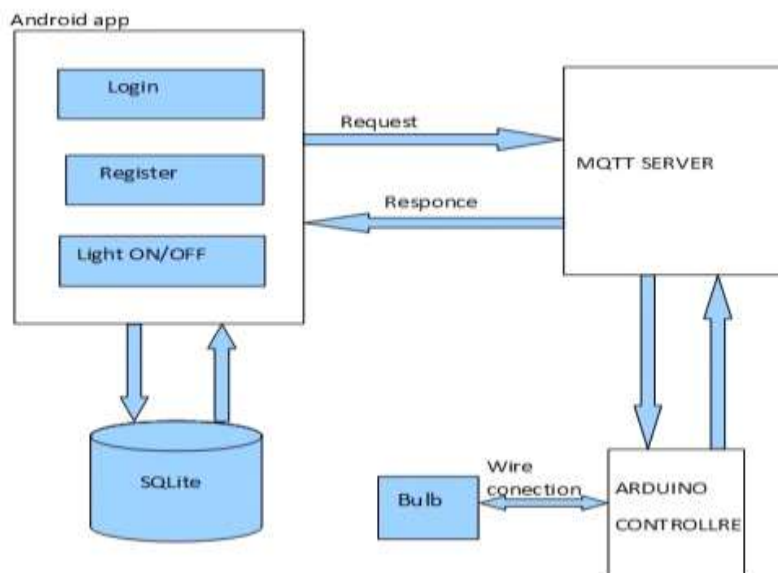 Android app
Login
Register
Light ON/OFF
Request
Responce
MQTT SERVER
SQLite
Bulb
Wire
conection
ARDUINO
CONTROLLRE